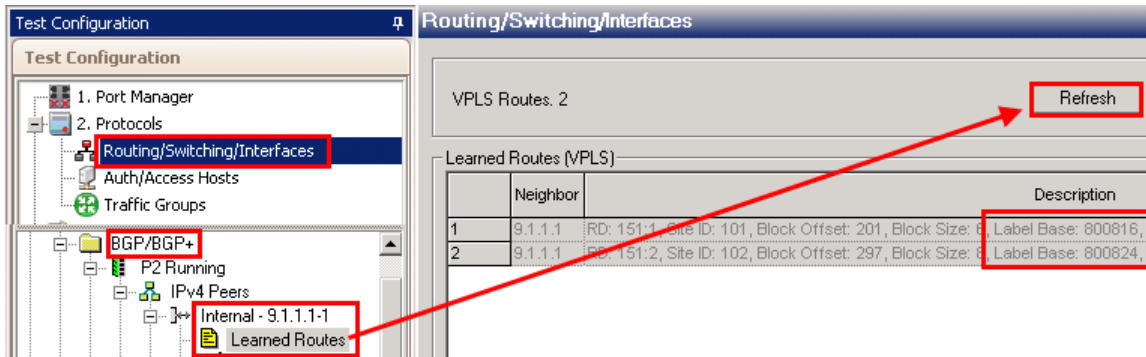 Test Configuration
Test Configuration
1. Port Manager
2. Protocols
Routing/Switching/Interfaces
Auth/Access Hosts
Traffic Groups
BGP/BGP+
P2 Running
IPv4 Peers
Internal - 9.1.1.1-1
Learned Routes
Routing/Switching/Interfaces
VPLS Routes. 2
Refresh
Learned Routes (VPLS)
Neighbor Description
1 9.1.1.1 RD: 151:1, Site ID: 101, Block Offset: 201, Block Size: 6, Label Base: 800816,
2 9.1.1.1 RD: 151:2, Site ID: 102, Block Offset: 297, Block Size: 8, Label Base: 800824,